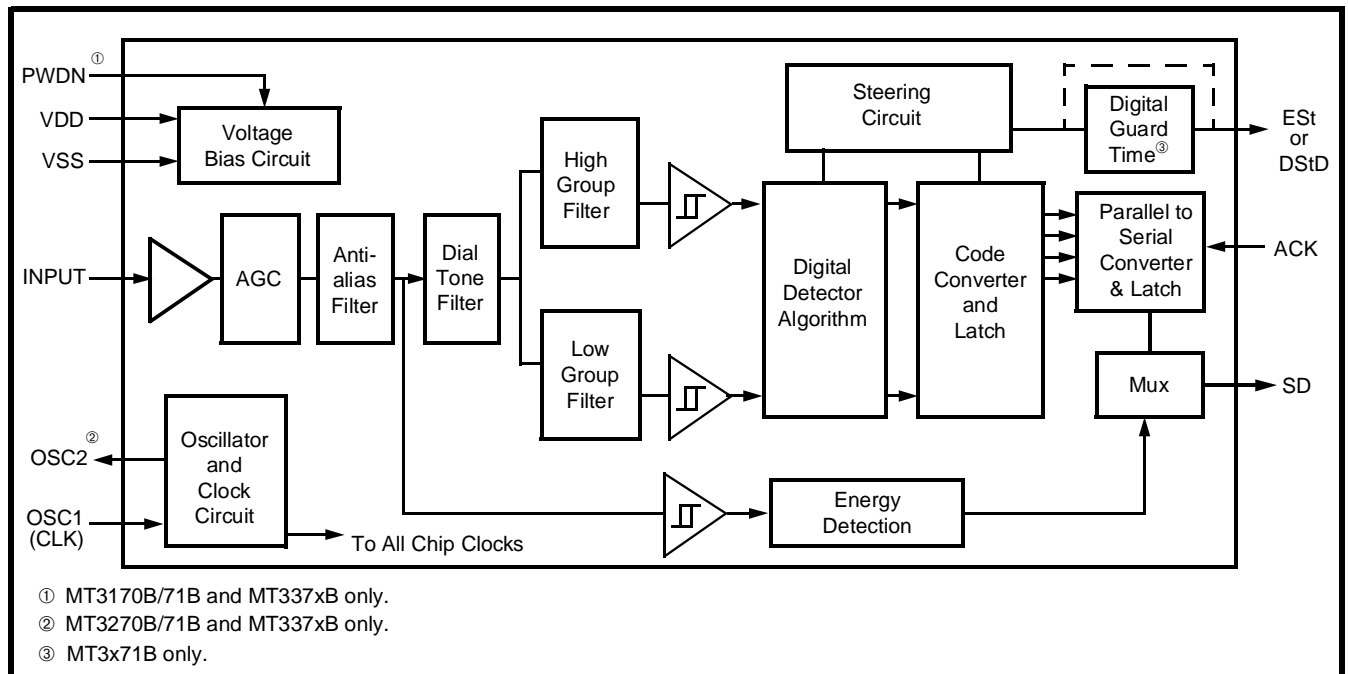 PWDN ①
VDD
VSS
Voltage
Bias Circuit
INPUT
AGC
Anti-
alias
Filter
Dial
Tone
Filter
High
Group
Filter
Low
Group
Filter
Steering
Circuit
Digital
Detector
Algorithm
Code
Converter
and
Latch
Digital
Guard
Time③
ESt
or
DStD
Parallel to
Serial
Converter
& Latch
ACK
Mux
SD
OSC2 ②
OSC1
(CLK)
Oscillator
and
Clock
Circuit
To All Chip Clocks
Energy
Detection
① MT3170B/71B and MT337xB only.
② MT3270B/71B and MT337xB only.
③ MT3x71B only.